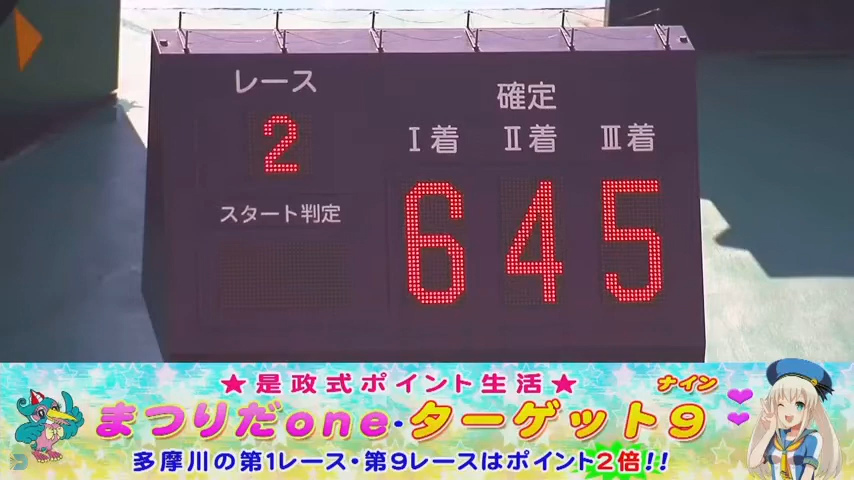 レース
2
確定
Ⅰ着 Ⅱ着 Ⅲ着
スタート判定
6 4 5
★是政式ポイント生活★
まつりだone・ターゲット9
ナイン
多摩川の第1レース・第9レースはポイント2倍!!